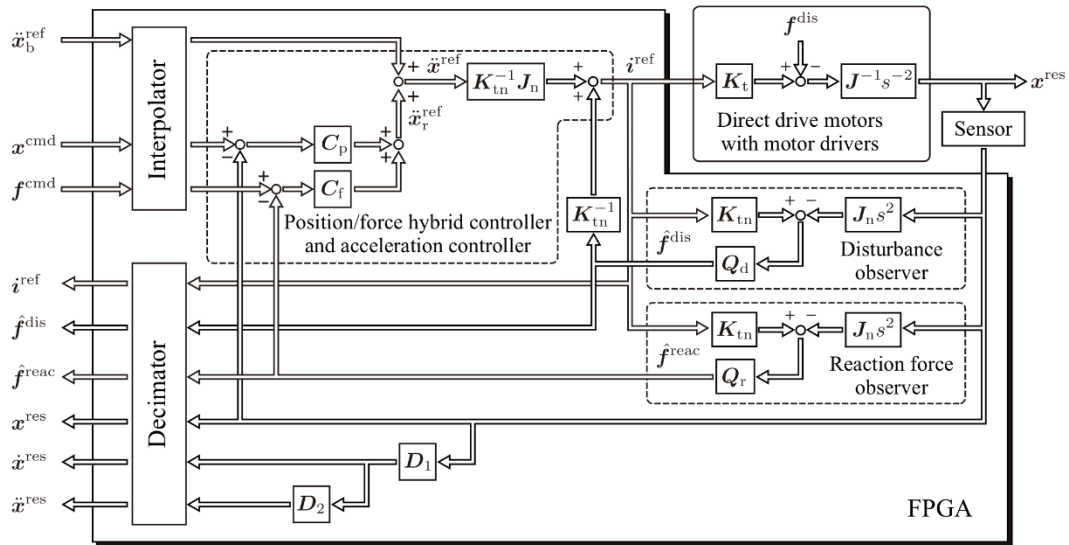 ẍ_b^ref
x^cmd
f^cmd
Interpolator
+
−
+
−
C_p
C_f
+
+
+
+
ẍ_r^ref
ẍ^ref
K_tn^−1 J_n
+
+
i^ref
Position/force hybrid controller
and acceleration controller
f^dis
K_t
+
−
J^−1 s^−2
x^res
Direct drive motors
with motor drivers
Sensor
K_tn^−1
K_tn
+
−
J_n s^2
f̂^dis
Q_d
Disturbance
observer
K_tn
+
−
J_n s^2
f̂^reac
Q_r
Reaction force
observer
i^ref
f̂^dis
f̂^reac
x^res
ẋ^res
ẍ^res
Decimator
D_1
D_2
FPGA